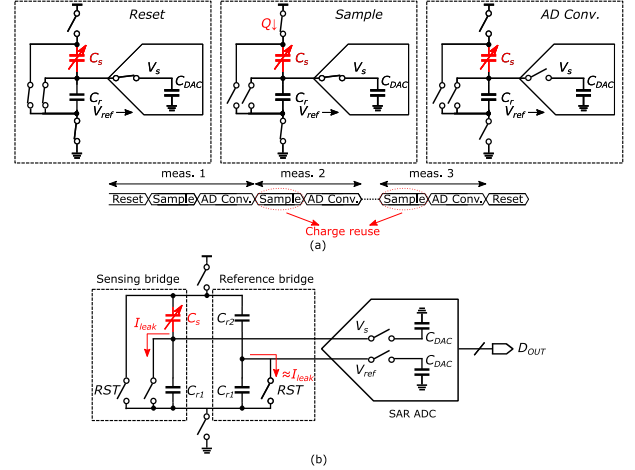 Reset
Sample
AD Conv.
Q↓
Cs
Vs
CDAC
Cr
Vref
Cs
Vs
CDAC
Cr
Vref
Cs
Vs
CDAC
Cr
Vref
meas. 1
meas. 2
meas. 3
Reset Sample AD Conv. Sample AD Conv. Sample AD Conv. Reset
Charge reuse
(a)
Sensing bridge
Reference bridge
Ileak
Cs
Cr2
Vs
CDAC
DOUT
CDAC
Vref
≈Ileak
RST
Cr1
Cr1
RST
SAR ADC
(b)